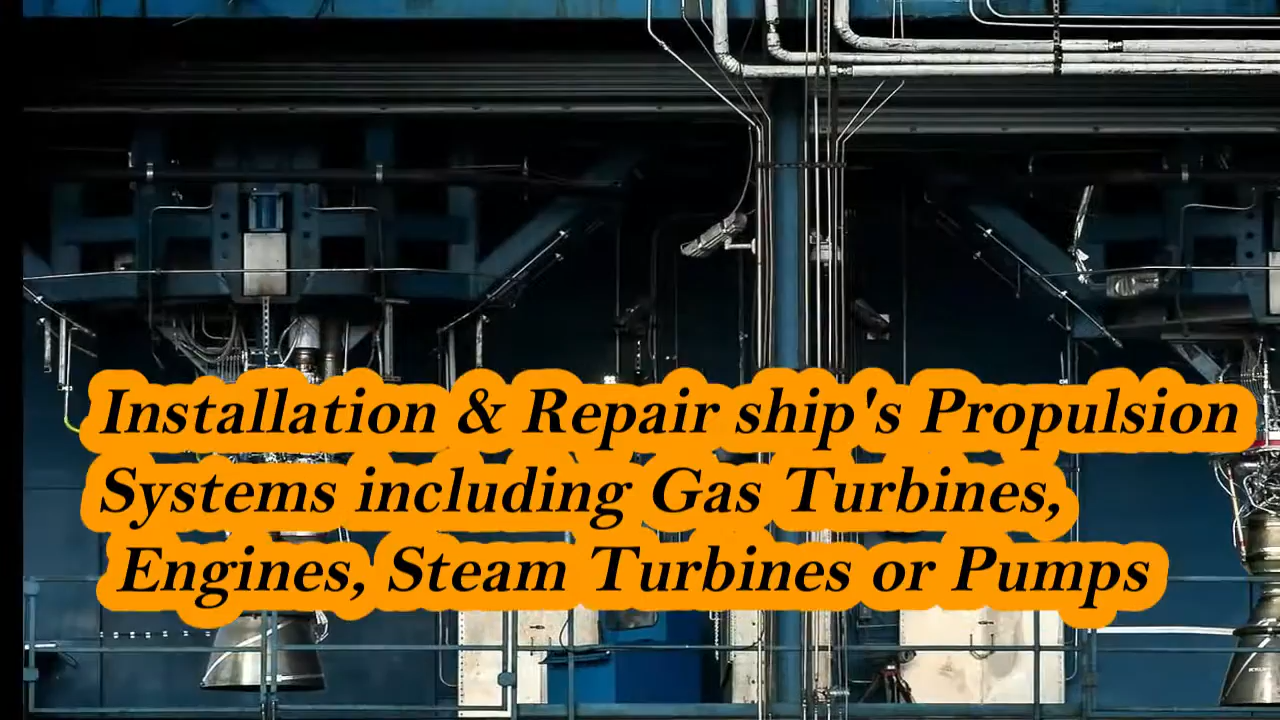 Installation & Repair ship's Propulsion
Systems including Gas Turbines,
Engines, Steam Turbines or Pumps